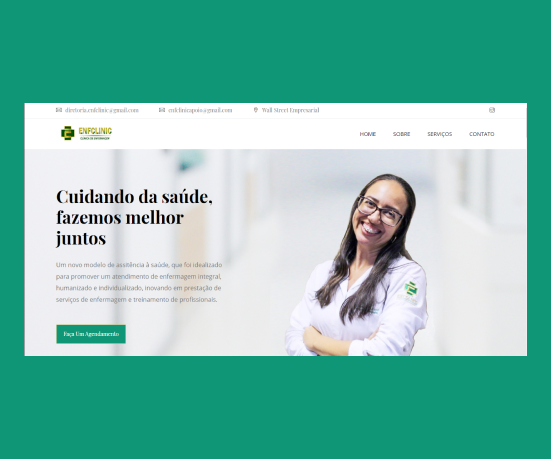 diretoria.enfclinic@gmail.com
enfclinicapoio@gmail.com
Wall Street Empresarial
ENFCLINIC
CLÍNICA DE ENFERMAGEM
HOME
SOBRE
SERVIÇOS
CONTATO
Cuidando da saúde,
fazemos melhor
juntos
Um novo modelo de assitência à saúde, que foi idealizado
para promover um atendimento de enfermagem integral,
humanizado e individualizado, inovando em prestação de
serviços de enfermagem e treinamento de profissionais.
Faça Um Agendamento